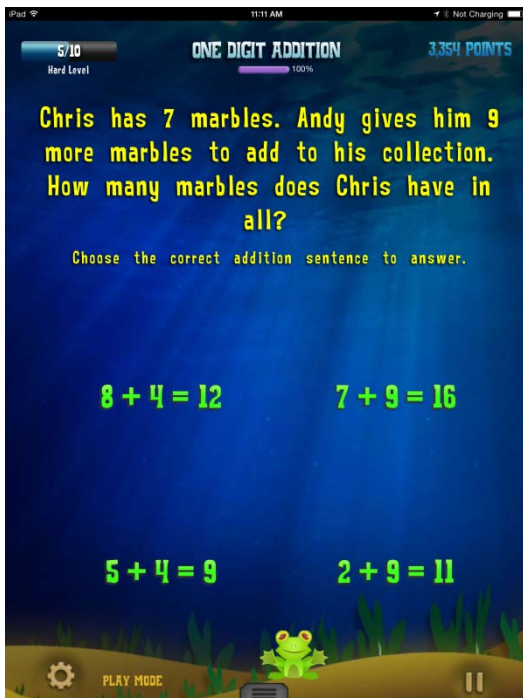 iPad 11:11 AM Not Charging
5/10 ONE DIGIT ADDITION 3,354 POINTS
Hard Level 100%
Chris has 7 marbles. Andy gives him 9
more marbles to add to his collection.
How many marbles does Chris have in
all?
Choose the correct addition sentence to answer.
8 + 4 = 12 7 + 9 = 16
5 + 4 = 9 2 + 9 = 11
PLAY MODE